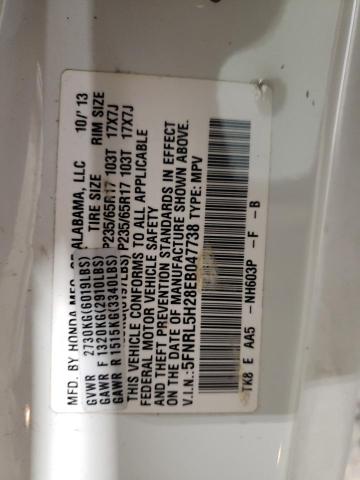 MFD. BY HONDA MFG. OF ALABAMA, LLC 10/'13
GVWR 2730KG(6019LBS) TIRE SIZE RIM SIZE
GAWR F 1320KG(2910LBS) P235/65R17 103T 17X7J
GAWR R 1515KG(3340LBS) P235/65R17 103T 17X7J
THIS VEHICLE CONFORMS TO ALL APPLICABLE
FEDERAL MOTOR VEHICLE SAFETY
AND THEFT PREVENTION STANDARDS IN EFFECT
ON THE DATE OF MANUFACTURE SHOWN ABOVE.
V.I.N.:5FNRL5H28EB047738 TYPE: MPV
TK8 E AA5 -NH603P -F -B